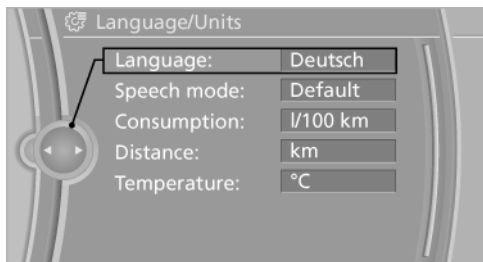 Language/Units
Language: Deutsch
Speech mode: Default
Consumption: l/100 km
Distance: km
Temperature: °C